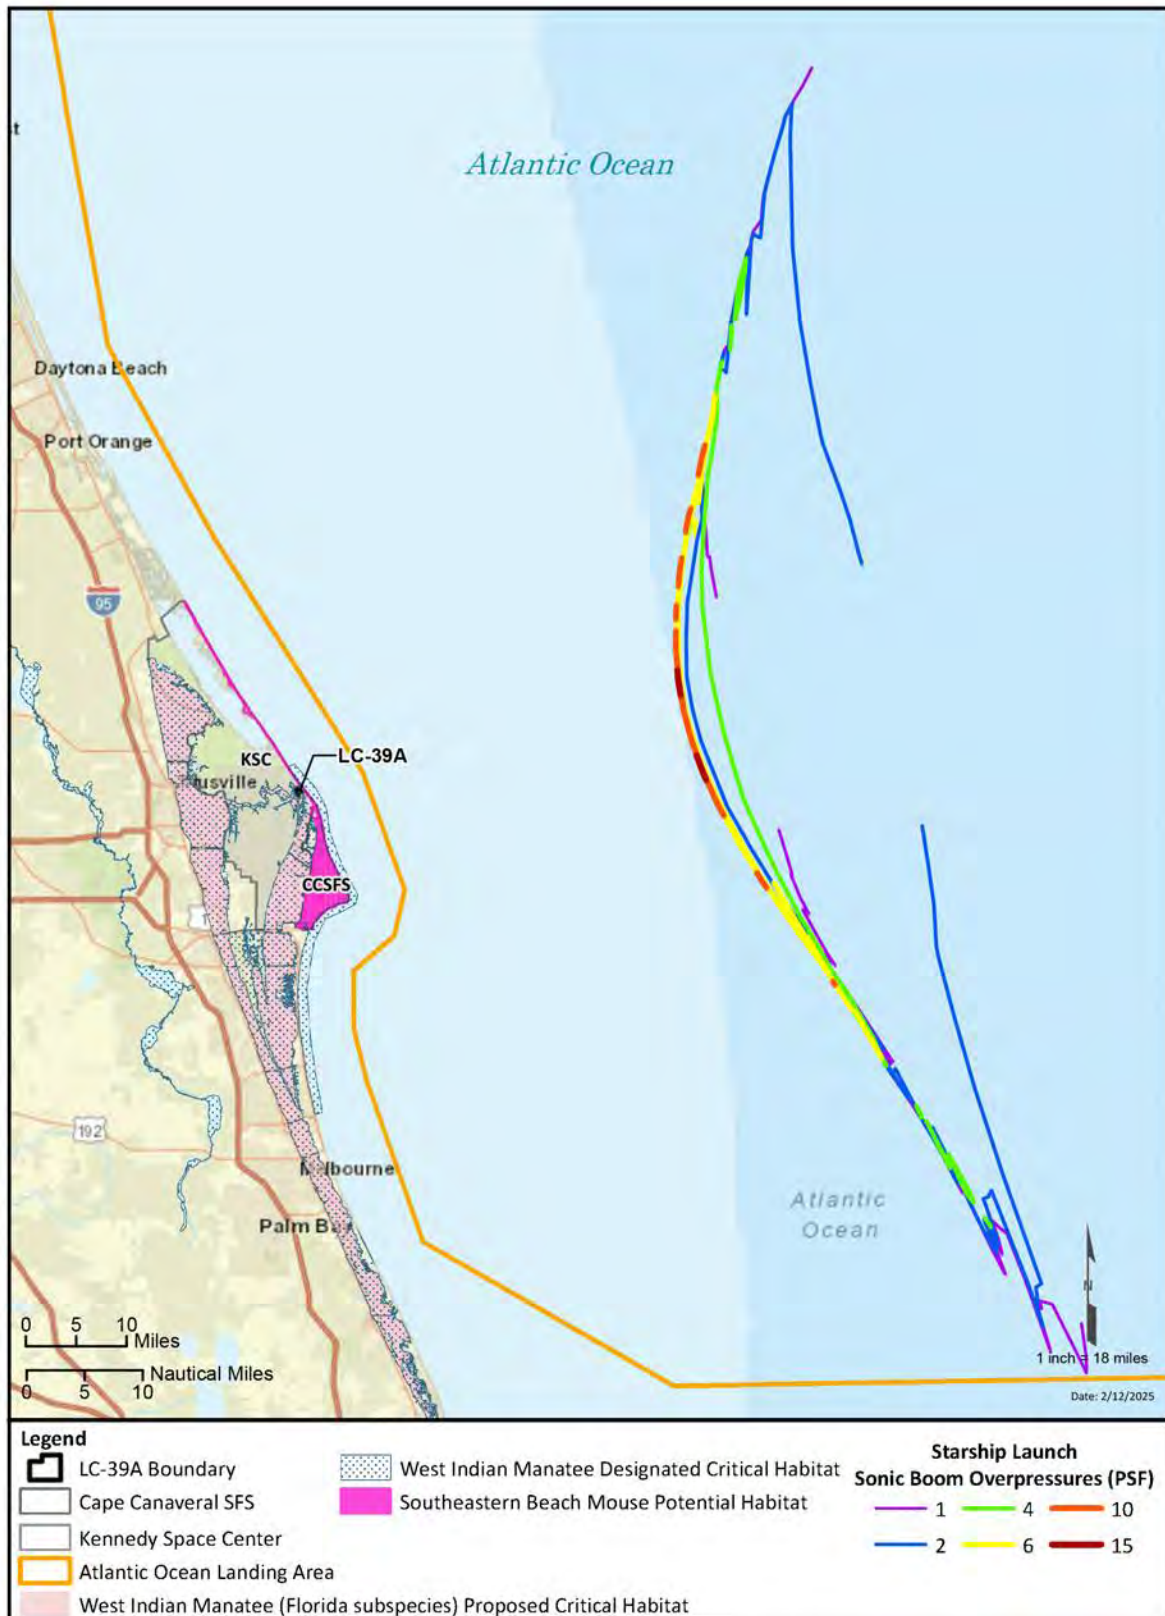 t
Atlantic Ocean
Daytona Beach
Port Orange
95
KSC
LC-39A
usville
CCSFS
1
192
Melbourne
Palm Bay
Atlantic
Ocean
N
0 5 10
Miles
Nautical Miles
0 5 10
1 inch = 18 miles
Date: 2/12/2025
Legend
LC-39A Boundary
Cape Canaveral SFS
Kennedy Space Center
Atlantic Ocean Landing Area
West Indian Manatee (Florida subspecies) Proposed Critical Habitat
West Indian Manatee Designated Critical Habitat
Southeastern Beach Mouse Potential Habitat
Starship Launch
Sonic Boom Overpressures (PSF)
1 4 10
2 6 15